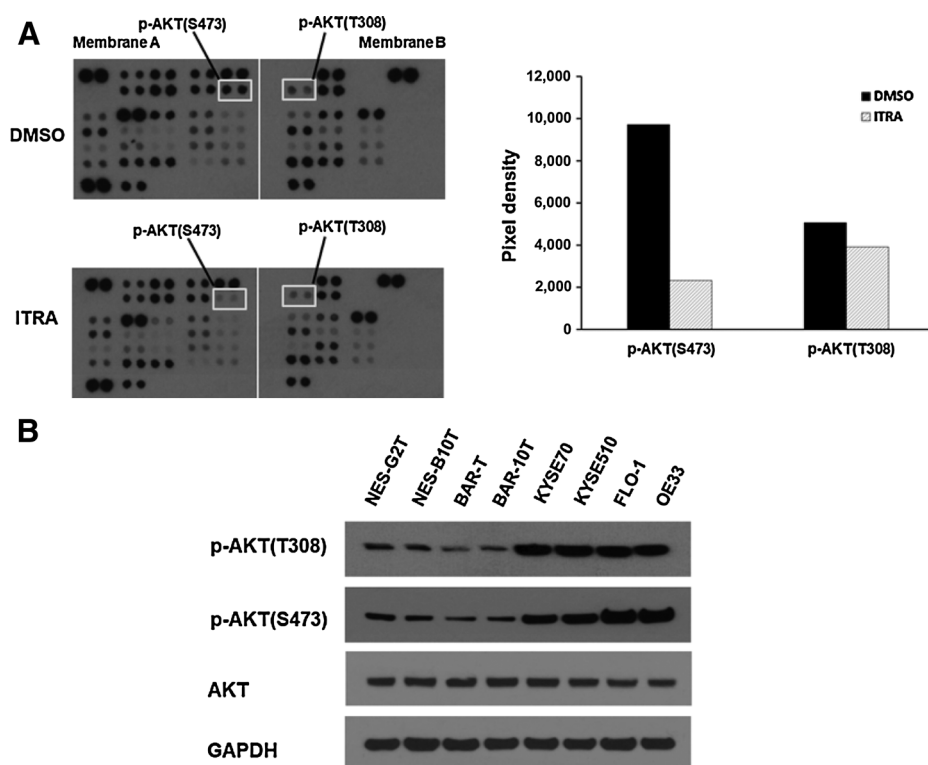 A
p-AKT(S473)
p-AKT(T308)
Membrane A
Membrane B
DMSO
p-AKT(S473)
p-AKT(T308)
ITRA
12,000
10,000
8,000
6,000
4,000
2,000
0
Pixel density
DMSO
ITRA
p-AKT(S473)
p-AKT(T308)
B
NES-G2T
NES-B10T
BAR-T
BAR-10T
KYSE70
KYSE510
FLO-1
OE33
p-AKT(T308)
p-AKT(S473)
AKT
GAPDH